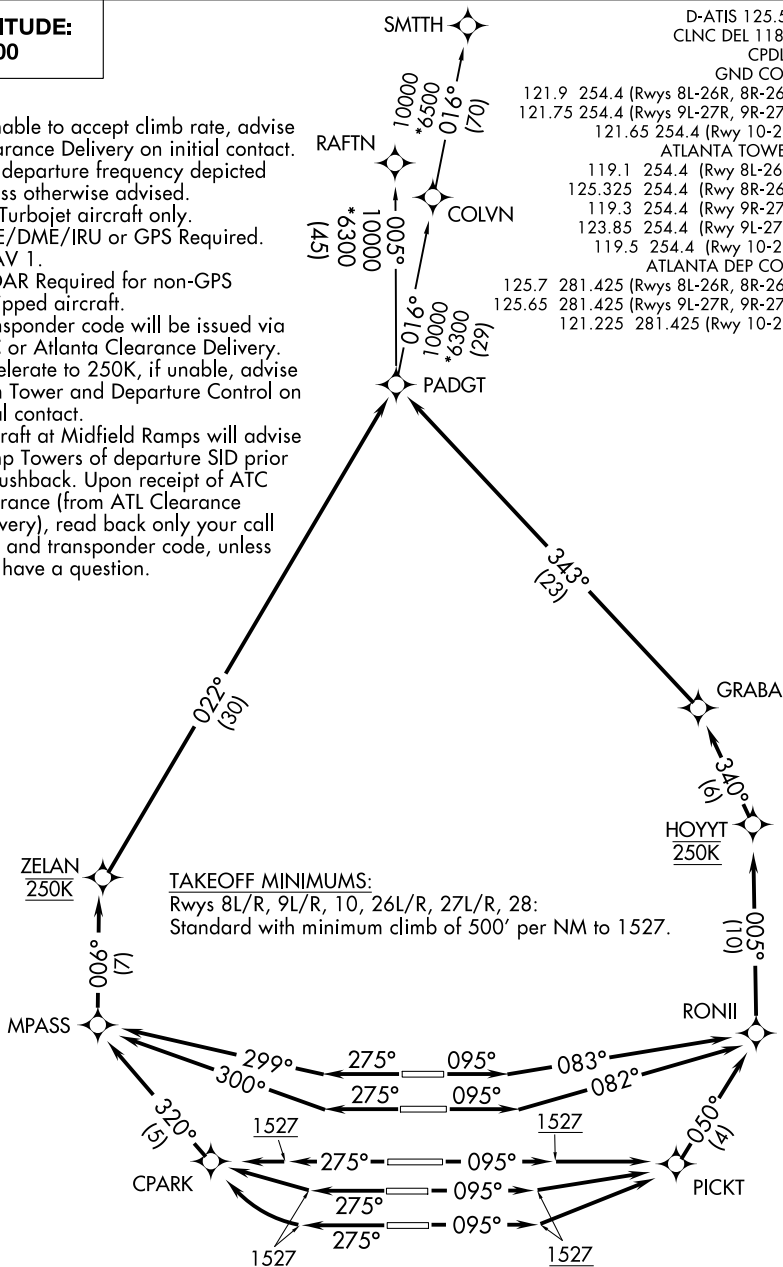 ITUDE:
00
SMTTH
D-ATIS 125.5
CLNC DEL 118
CPDL
GND CO
121.9 254.4 (Rwys 8L-26R, 8R-26
121.75 254.4 (Rwys 9L-27R, 9R-27
121.65 254.4 (Rwy 10-2
ATLANTA TOWE
119.1 254.4 (Rwy 8L-26
125.325 254.4 (Rwy 8R-26
119.3 254.4 (Rwy 9R-27
123.85 254.4 (Rwy 9L-27
119.5 254.4 (Rwy 10-2
ATLANTA DEP CO
125.7 281.425 (Rwys 8L-26R, 8R-26
125.65 281.425 (Rwys 9L-27R, 9R-27
121.225 281.425 (Rwy 10-2
nable to accept climb rate, advise
arance Delivery on initial contact.
departure frequency depicted
ss otherwise advised.
Turbojet aircraft only.
E/DME/IRU or GPS Required.
AV 1.
DAR Required for non-GPS
ipped aircraft.
nsponder code will be issued via
C or Atlanta Clearance Delivery.
elerate to 250K, if unable, advise
n Tower and Departure Control on
al contact.
raft at Midfield Ramps will advise
mp Towers of departure SID prior
ushback. Upon receipt of ATC
rance (from ATL Clearance
very), read back only your call
and transponder code, unless
have a question.
10000
*6500
016°
(70)
RAFTN
COLVN
005°
10000
*6300
(45)
016°
10000
*6300
(29)
PADGT
343°
(23)
022°
(30)
GRABA
340°
(6)
HOYYT
250K
ZELAN
250K
TAKEOFF MINIMUMS:
Rwys 8L/R, 9L/R, 10, 26L/R, 27L/R, 28:
Standard with minimum climb of 500' per NM to 1527.
006°
(7)
005°
(10)
MPASS
RONII
299° 275° 095° 083°
300° 275° 095° 082°
320°
(5)
1527
1527
050°
(4)
275° 095°
CPARK
PICKT
275° 095°
275° 095°
1527
1527